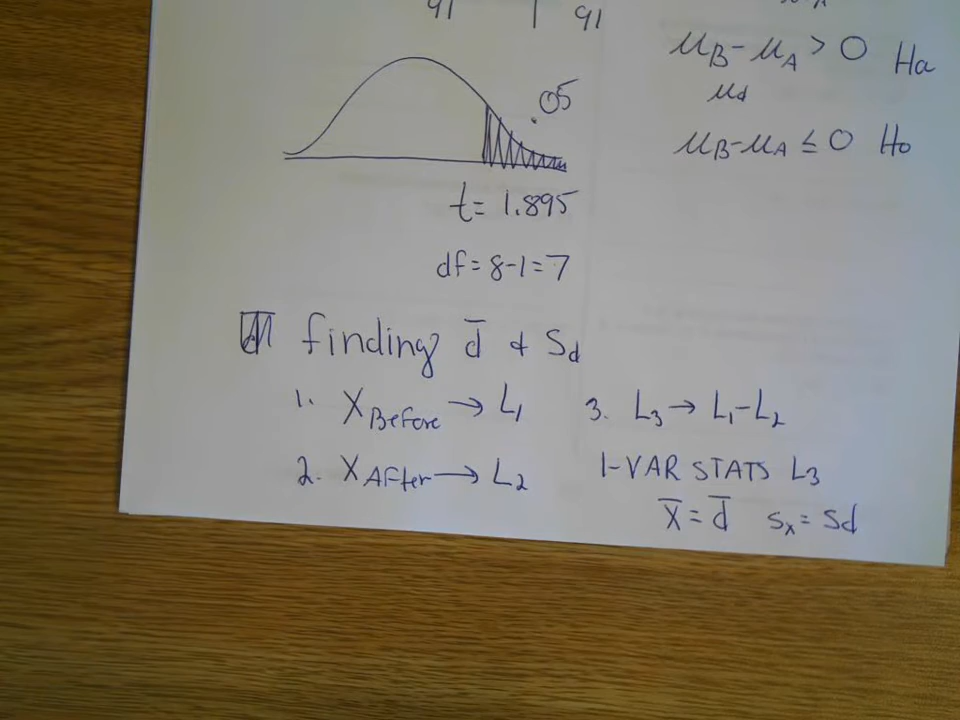 91 91
μB-μA > 0 Ha
μd
μB-μA ≤ 0 Ho
.05
t= 1.895
df= 8-1=7
finding d̅ & Sd
1. XBefore → L1
2. XAfter → L2
3. L3 → L1-L2
1-VAR STATS L3
X̅ = d̅ Sx = Sd